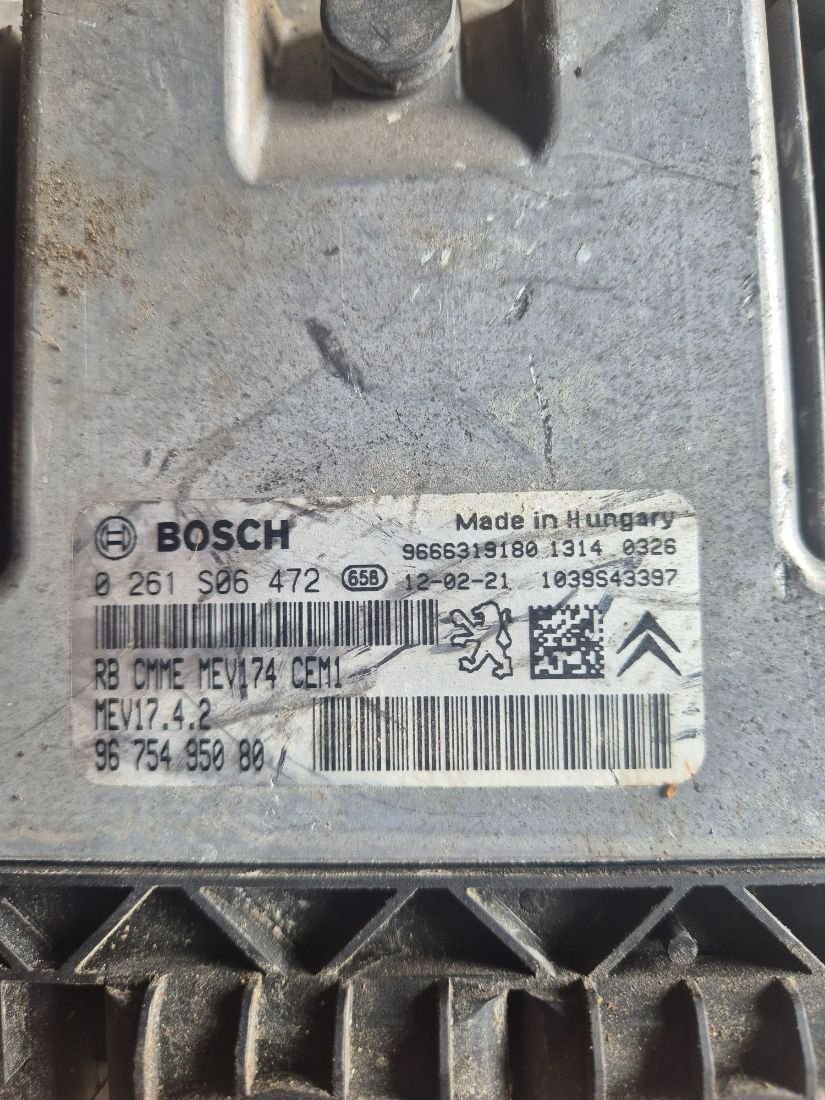 BOSCH
Made in Hungary
9666319180 1314 0326
0 261 S06 472 65B 12-02-21 1039S43397
RB CMME MEV174 CEM1
MEV17.4.2
96 754 950 80